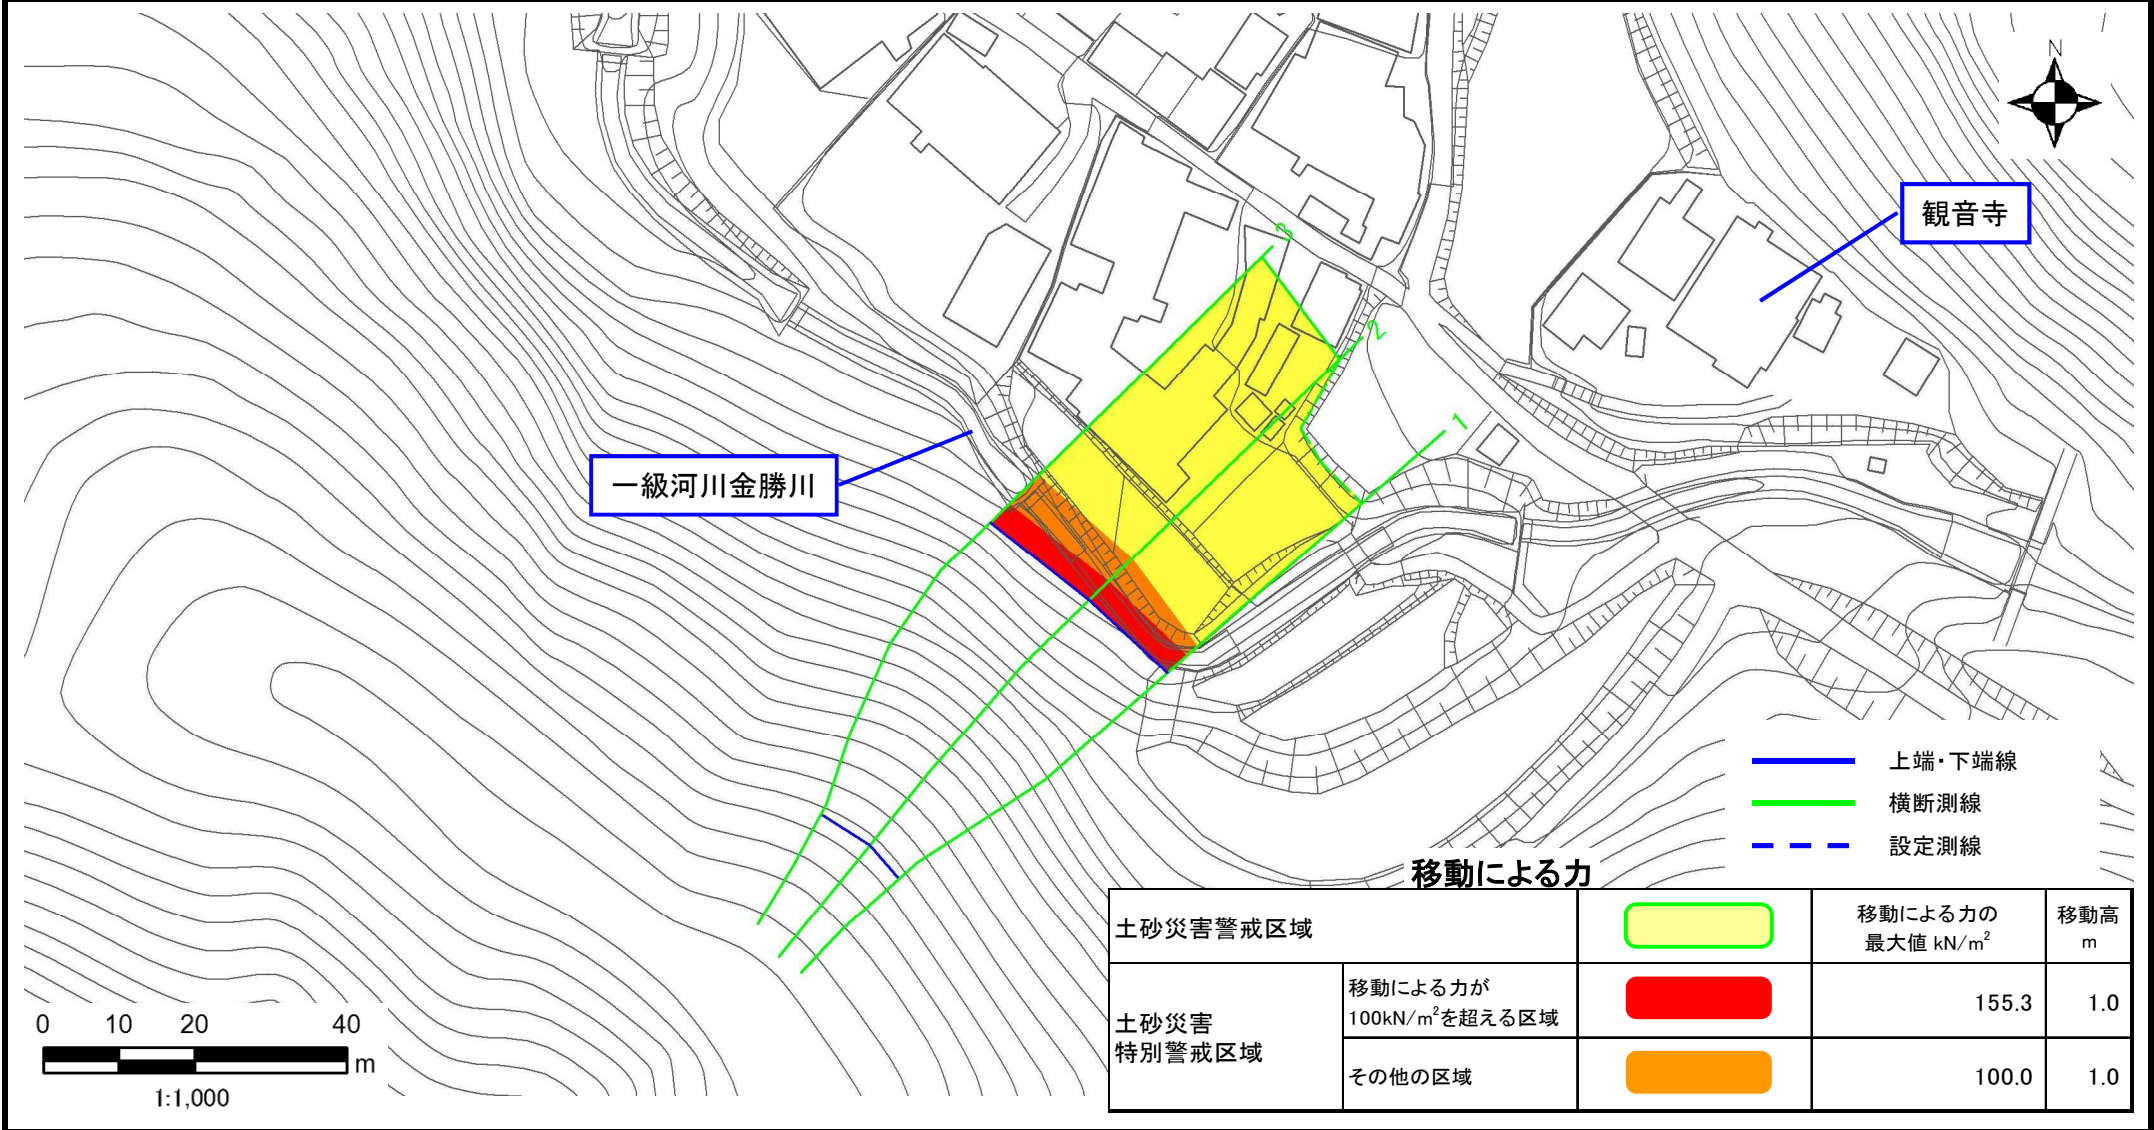 N
観音寺
3
2
1
一級河川金勝川
上端・下端線
横断測線
設定測線
移動による力
土砂災害警戒区域
移動による力の
最大値 kN/m²
移動高
m
土砂災害
特別警戒区域
移動による力が
100kN/m²を超える区域
155.3
1.0
その他の区域
100.0
1.0
0 10 20 40
m
1:1,000